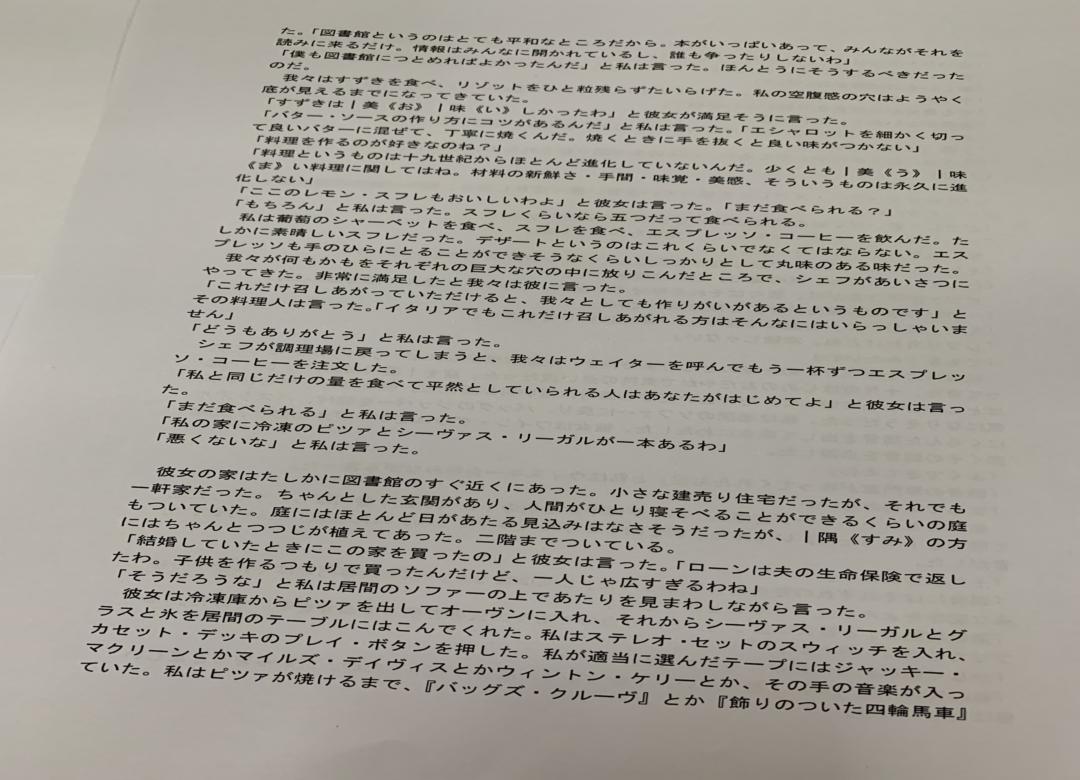 た。「図書館というのはとても平和なところだから。本がいっぱいあって、みんながそれを
読みに来るだけ。情報はみんなに開かれているし、誰も争ったりしないわ」
「僕も図書館につとめればよかったんだ」と私は言った。ほんとうにそうするべきだった
のだ。
我々はすずきを食べ、リゾットをひと粒残らずたいらげた。私の空腹感の穴はようやく
底が見えるまでになってきていた。
「すずきは|美《お》|味《い》しかったわ」と彼女が満足そうに言った。
「バター・ソースの作り方にコツがあるんだ」と私は言った。「エシャロットを細かく切っ
て良いバターに混ぜて、丁寧に焼くんだ。焼くときに手を抜くと良い味がつかない」
「料理を作るのが好きなのね?」
「料理というものは十九世紀からほとんど進化していないんだ。少くとも|美《う》|味
《ま》い料理に関してはね。材料の新鮮さ・手間・味覚・美感、そういうものは永久に進
化しない」
「ここのレモン・スフレもおいしいわよ」と彼女は言った。「まだ食べられる?」
「もちろん」と私は言った。スフレくらいなら五つだって食べられる。
私は葡萄のシャーベットを食べ、スフレを食べ、エスプレッソ・コーヒーを飲んだ。た
しかに素晴しいスフレだった。デザートというのはこれくらいでなくてはならない。エス
プレッソも手のひらにとることができそうなくらいしっかりとして丸味のある味だった。
我々が何もかもをそれぞれの巨大な穴の中に放りこんだところで、シェフがあいさつに
やってきた。非常に満足したと我々は彼に言った。
「これだけ召しあがっていただけると、我々としても作りがいがあるというものです」と
その料理人は言った。「イタリアでもこれだけ召しあがれる方はそんなにはいらっしゃいま
せん」
「どうもありがとう」と私は言った。
シェフが調理場に戻ってしまうと、我々はウェイターを呼んでもう一杯ずつエスプレッ
ソ・コーヒーを注文した。
「私と同じだけの量を食べて平然としていられる人はあなたがはじめてよ」と彼女は言っ
た。
「まだ食べられる」と私は言った。
「私の家に冷凍のピツァとシーヴァス・リーガルが一本あるわ」
「悪くないな」と私は言った。
彼女の家はたしかに図書館のすぐ近くにあった。小さな建売り住宅だったが、それでも
一軒家だった。ちゃんとした玄関があり、人間がひとり寝そべることができるくらいの庭
もついていた。庭にはほとんど日があたる見込みはなさそうだったが、|隅《すみ》の方
にはちゃんとつつじが植えてあった。二階までついている。
「結婚していたときにこの家を買ったの」と彼女は言った。「ローンは夫の生命保険で返し
たわ。子供を作るつもりで買ったんだけど、一人じゃ広すぎるわね」
「そうだろうな」と私は居間のソファーの上であたりを見まわしながら言った。
彼女は冷凍庫からピツァを出してオーヴンに入れ、それからシーヴァス・リーガルとグ
ラスと氷を居間のテーブルにはこんでくれた。私はステレオ・セットのスウィッチを入れ、
カセット・デッキのプレイ・ボタンを押した。私が適当に選んだテープにはジャッキー・
マクリーンとかマイルズ・デイヴィスとかウィントン・ケリーとか、その手の音楽が入っ
ていた。私はピツァが焼けるまで、『バッグズ・クルーヴ』とか『飾りのついた四輪馬車』